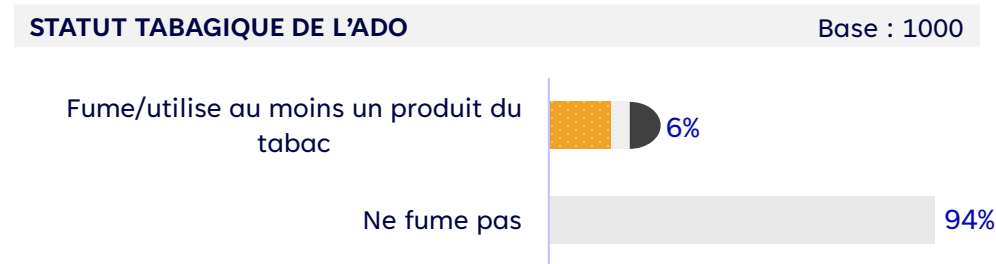 STATUT TABAGIQUE DE L’ADO
Base : 1000
Fume/utilise au moins un produit du
tabac
6%
Ne fume pas
94%